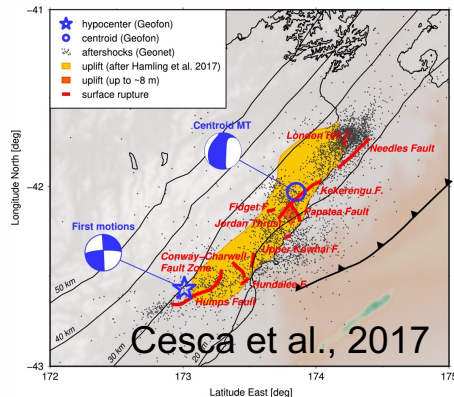 hypocenter (Geofon)
centroid (Geofon)
aftershocks (Geonet)
uplift (after Hamling et al. 2017)
uplift (up to ~8 m)
surface rupture
−41
−42
−43
Longitude North [deg]
Centroid MT
First motions
Needles Fault
Kekerengu F.
Papatea Fault
Fidget F.
Jordan Thrust
Upper Kowhai F.
Conway−Charwell
Fault Zone
Hundalee F.
Humps Fault
50 km
40 km
30 km
Cesca et al., 2017
172
173
174
175
Latitude East [deg]